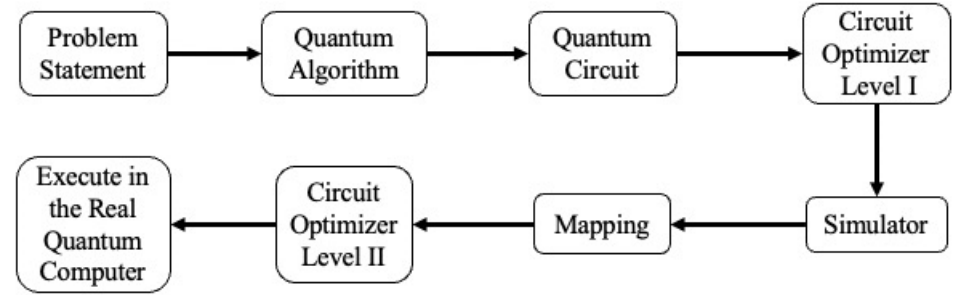 Problem
Statement
Quantum
Algorithm
Quantum
Circuit
Circuit
Optimizer
Level I
Simulator
Mapping
Circuit
Optimizer
Level II
Execute in
the Real
Quantum
Computer